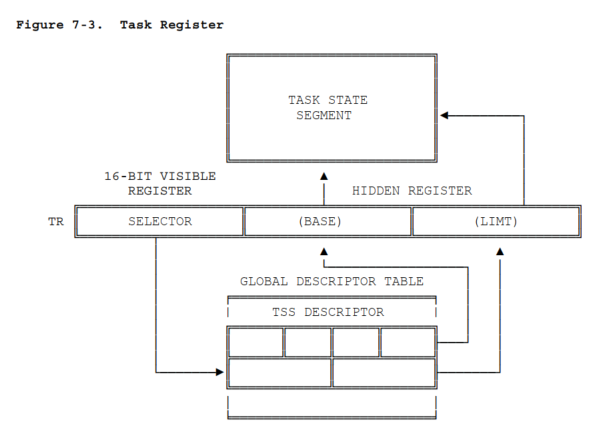 Figure 7-3. Task Register
TASK STATE
SEGMENT
16-BIT VISIBLE
REGISTER
HIDDEN REGISTER
TR
SELECTOR
(BASE)
(LIMT)
GLOBAL DESCRIPTOR TABLE
TSS DESCRIPTOR